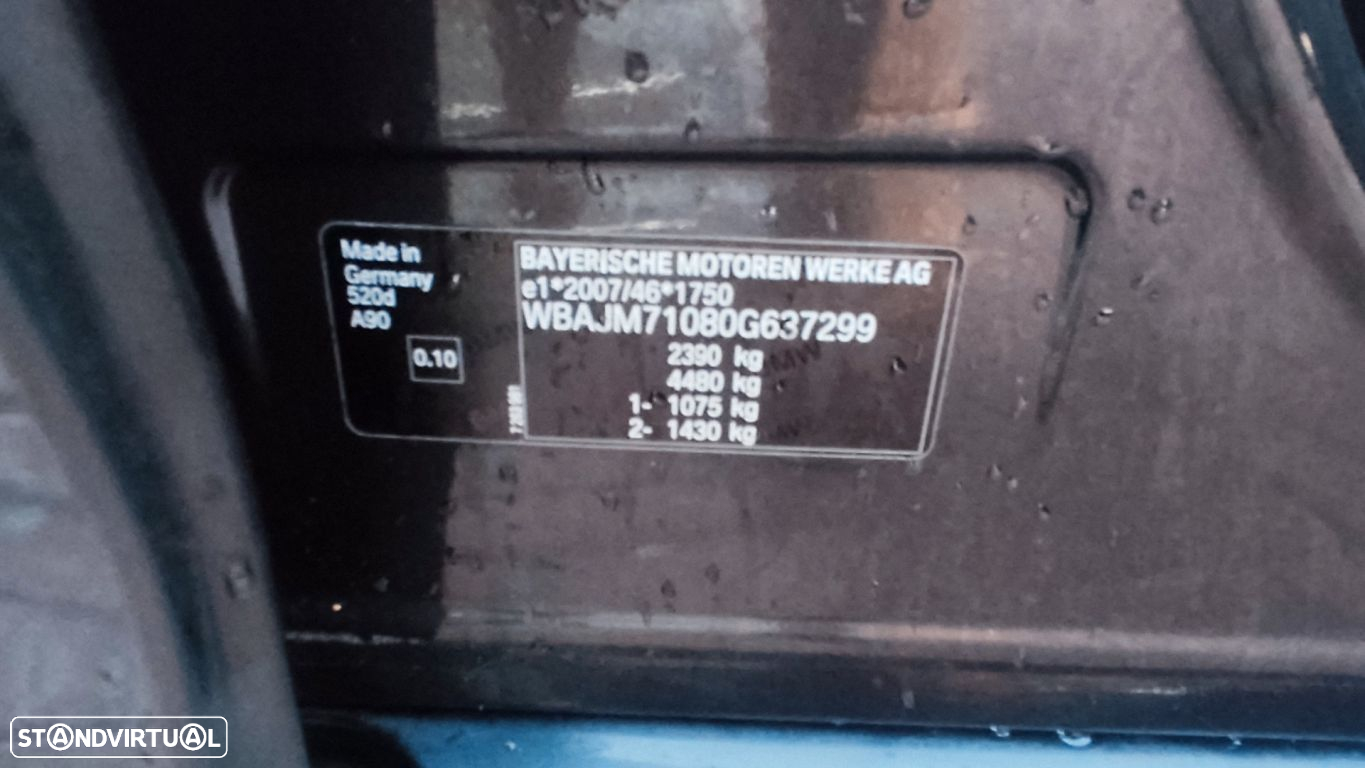 Made in
Germany
520d
A90
0.10
BAYERISCHE MOTOREN WERKE AG
e1*2007/46*1750
WBAJM71080G637299
2390 kg
4480 kg
1- 1075 kg
2- 1430 kg
STANDVIRTUAL